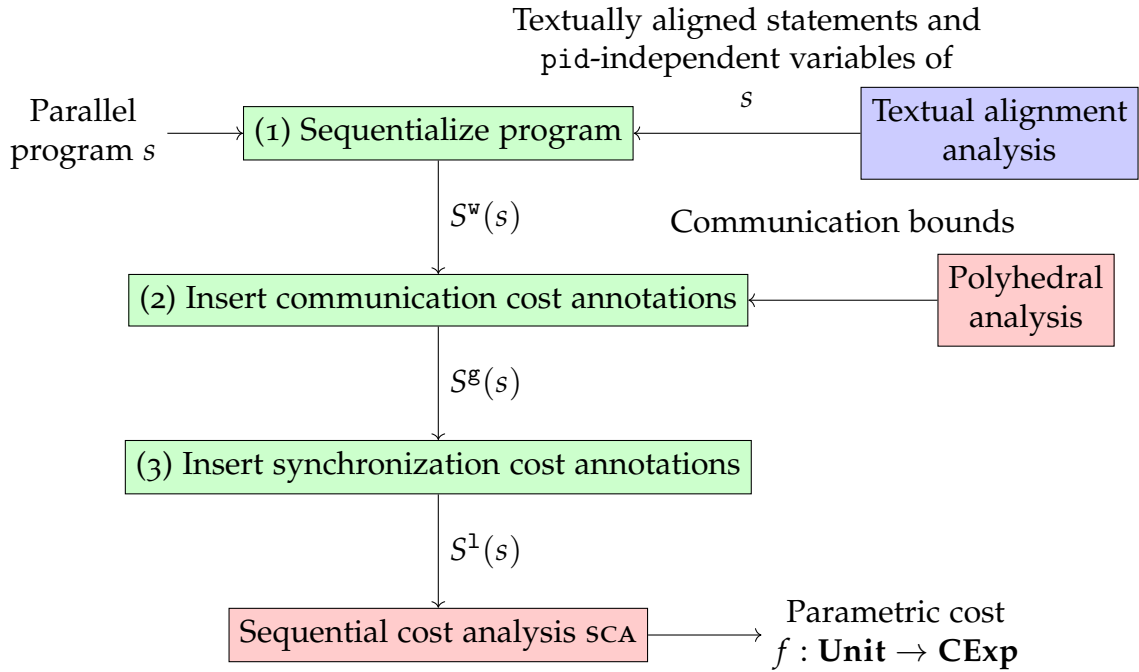 Textually aligned statements and
pid-independent variables of
s
Parallel
program s
(1) Sequentialize program
Textual alignment
analysis
S^w(s)
Communication bounds
(2) Insert communication cost annotations
Polyhedral
analysis
S^g(s)
(3) Insert synchronization cost annotations
S^l(s)
Sequential cost analysis SCA
Parametric cost
f : Unit → CExp